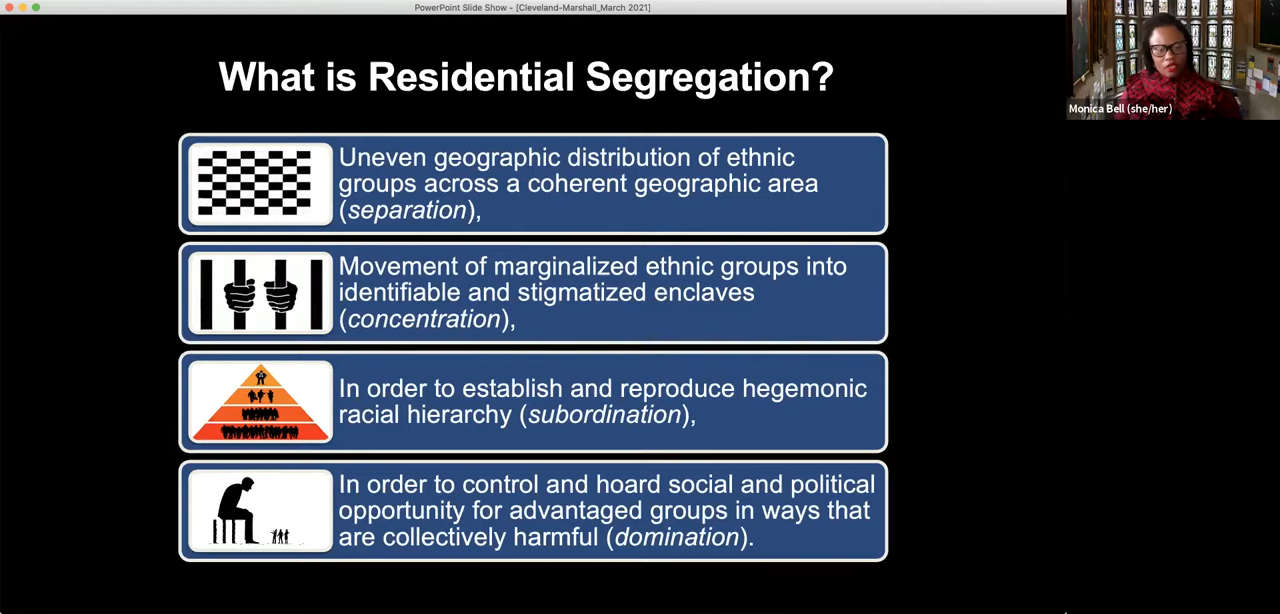 PowerPoint Slide Show - [Cleveland-Marshall_March 2021]
What is Residential Segregation?
Monica Bell (she/her)
Uneven geographic distribution of ethnic
groups across a coherent geographic area
(separation),
Movement of marginalized ethnic groups into
identifiable and stigmatized enclaves
(concentration),
In order to establish and reproduce hegemonic
racial hierarchy (subordination),
In order to control and hoard social and political
opportunity for advantaged groups in ways that
are collectively harmful (domination).